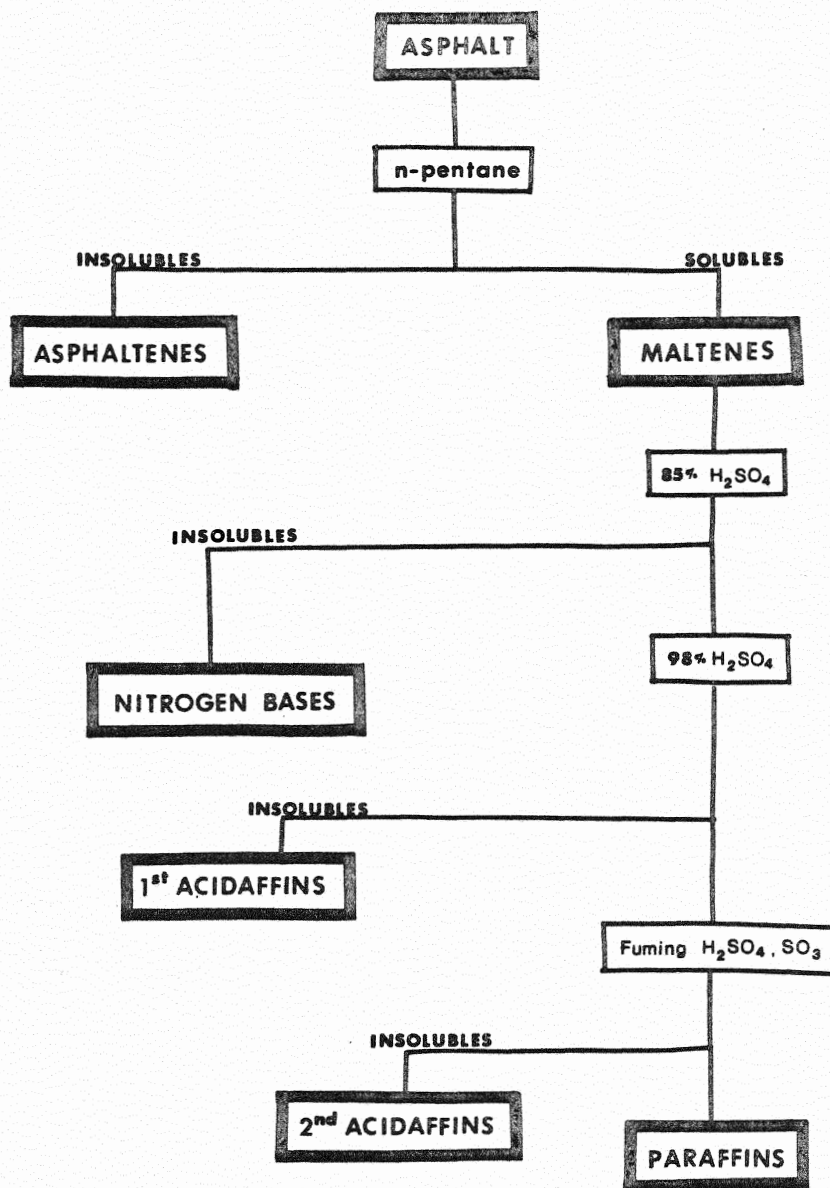 ASPHALT
n-pentane
INSOLUBLES
SOLUBLES
ASPHALTENES
MALTENES
85% H₂SO₄
INSOLUBLES
98% H₂SO₄
NITROGEN BASES
INSOLUBLES
1st ACIDAFFINS
Fuming H₂SO₄, SO₃
INSOLUBLES
2nd ACIDAFFINS
PARAFFINS